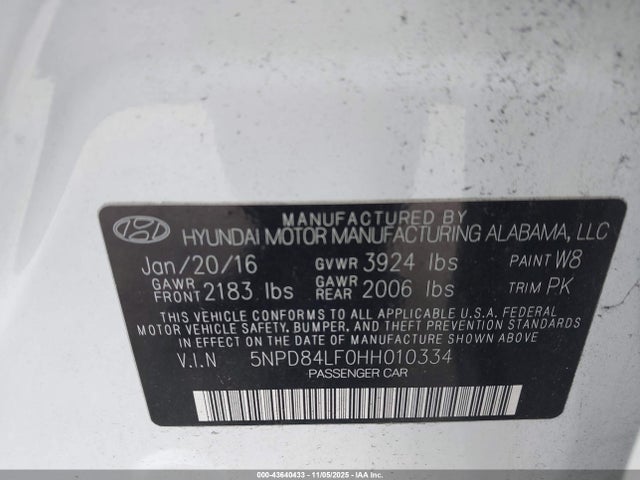 MANUFACTURED BY
HYUNDAI MOTOR MANUFACTURING ALABAMA, LLC
Jan/20/16 GVWR 3924 lbs PAINT W8
GAWR FRONT 2183 lbs GAWR REAR 2006 lbs TRIM PK
THIS VEHICLE CONFORMS TO ALL APPLICABLE U.S.A. FEDERAL
MOTOR VEHICLE SAFETY, BUMPER, AND THEFT PREVENTION
STANDARDS IN EFFECT ON THE DATE OF MANUFACTURE SHOWN ABOVE
V.I.N 5NPD84LF0HH010334
PASSENGER CAR
000-43640433 - 11/05/2025 - IAAI.COM